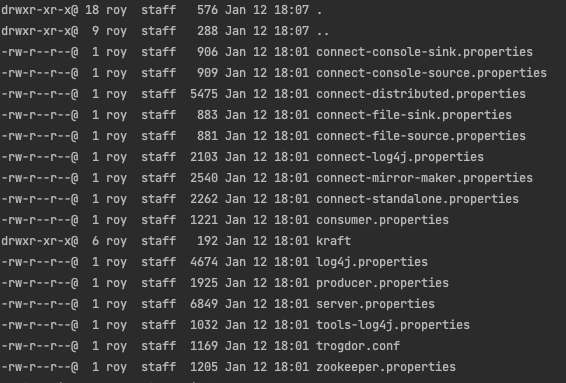 drwxr-xr-x@ 18 roy  staff   576 Jan 12 18:07 .
drwxr-xr-x@  9 roy  staff   288 Jan 12 18:07 ..
-rw-r--r--@  1 roy  staff   906 Jan 12 18:01 connect-console-sink.properties
-rw-r--r--@  1 roy  staff   909 Jan 12 18:01 connect-console-source.properties
-rw-r--r--@  1 roy  staff  5475 Jan 12 18:01 connect-distributed.properties
-rw-r--r--@  1 roy  staff   883 Jan 12 18:01 connect-file-sink.properties
-rw-r--r--@  1 roy  staff   881 Jan 12 18:01 connect-file-source.properties
-rw-r--r--@  1 roy  staff  2103 Jan 12 18:01 connect-log4j.properties
-rw-r--r--@  1 roy  staff  2540 Jan 12 18:01 connect-mirror-maker.properties
-rw-r--r--@  1 roy  staff  2262 Jan 12 18:01 connect-standalone.properties
-rw-r--r--@  1 roy  staff  1221 Jan 12 18:01 consumer.properties
drwxr-xr-x@  6 roy  staff   192 Jan 12 18:01 kraft
-rw-r--r--@  1 roy  staff  4674 Jan 12 18:01 log4j.properties
-rw-r--r--@  1 roy  staff  1925 Jan 12 18:01 producer.properties
-rw-r--r--@  1 roy  staff  6849 Jan 12 18:01 server.properties
-rw-r--r--@  1 roy  staff  1032 Jan 12 18:01 tools-log4j.properties
-rw-r--r--@  1 roy  staff  1169 Jan 12 18:01 trogdor.conf
-rw-r--r--@  1 roy  staff  1205 Jan 12 18:01 zookeeper.properties